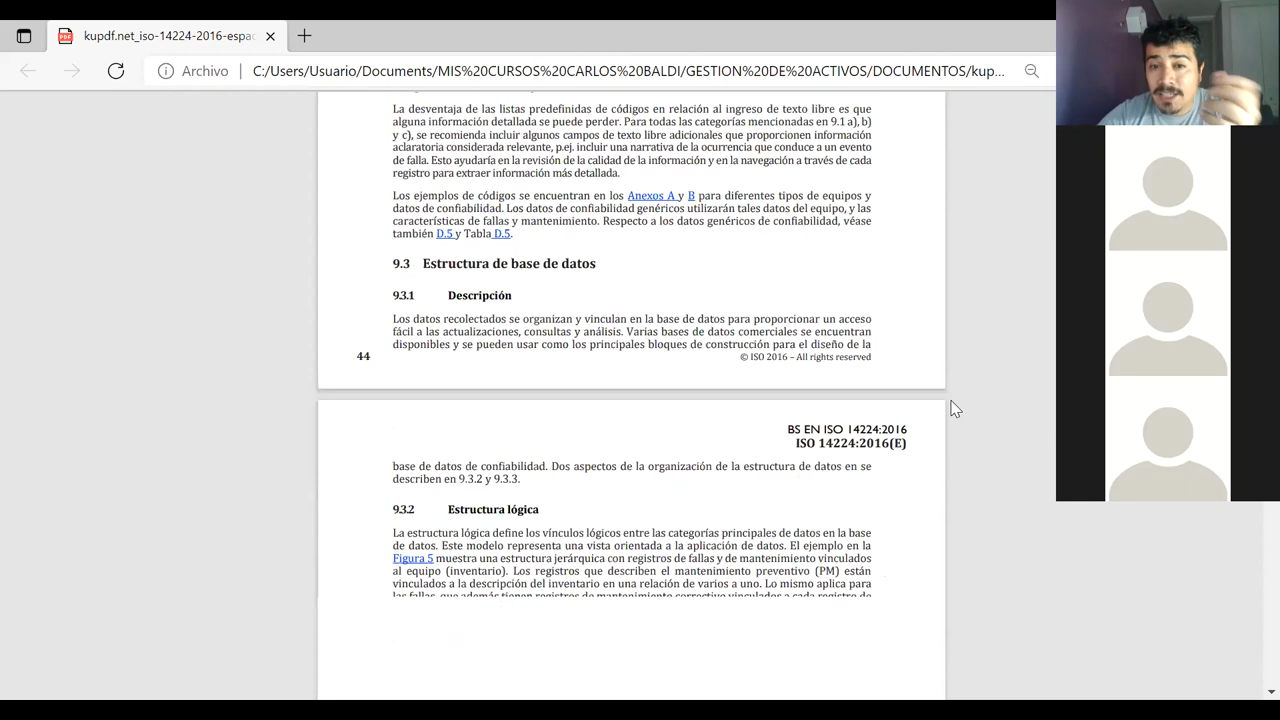 kupdf.net_iso-14224-2016-espa
Archivo
C:/Users/Usuario/Documents/MIS%20CURSOS%20CARLOS%20BALDI/GESTION%20DE%20ACTIVOS/DOCUMENTOS/kup...
La desventaja de las listas predefinidas de códigos en relación al ingreso de texto libre es que
alguna información detallada se puede perder. Para todas las categorías mencionadas en 9.1 a), b)
y c), se recomienda incluir algunos campos de texto libre adicionales que proporcionen información
aclaratoria considerada relevante, p.ej. incluir una narrativa de la ocurrencia que conduce a un evento
de falla. Esto ayudaría en la revisión de la calidad de la información y en la navegación a través de cada
registro para extraer información más detallada.
Los ejemplos de códigos se encuentran en los Anexos A y B para diferentes tipos de equipos y
datos de confiabilidad. Los datos de confiabilidad genéricos utilizarán tales datos del equipo, y las
características de fallas y mantenimiento. Respecto a los datos genéricos de confiabilidad, véase
también D.5 y Tabla D.5.
9.3 Estructura de base de datos
9.3.1 Descripción
Los datos recolectados se organizan y vinculan en la base de datos para proporcionar un acceso
fácil a las actualizaciones, consultas y análisis. Varias bases de datos comerciales se encuentran
disponibles y se pueden usar como los principales bloques de construcción para el diseño de la
44
© ISO 2016 – All rights reserved
BS EN ISO 14224:2016
ISO 14224:2016(E)
base de datos de confiabilidad. Dos aspectos de la organización de la estructura de datos en se
describen en 9.3.2 y 9.3.3.
9.3.2 Estructura lógica
La estructura lógica define los vínculos lógicos entre las categorías principales de datos en la base
de datos. Este modelo representa una vista orientada a la aplicación de datos. El ejemplo en la
Figura 5 muestra una estructura jerárquica con registros de fallas y de mantenimiento vinculados
al equipo (inventario). Los registros que describen el mantenimiento preventivo (PM) están
vinculados a la descripción del inventario en una relación de varios a uno. Lo mismo aplica para
las fallas, que además tienen registros de mantenimiento correctivo vinculados a cada registro de